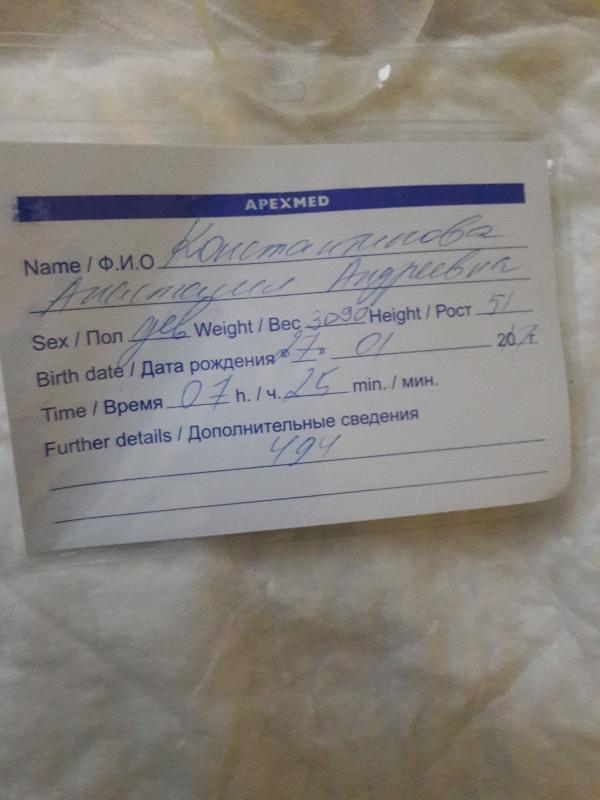 APEXMED
Name / Ф.И.О Константинова
Анастасия Андреевна
Sex / Пол дев Weight / Вес 3090 Height / Рост 51
Birth date / Дата рождения "27" 01 2017г.
Time / Время 07 h. / ч. 25 min. / мин.
Further details / Дополнительные сведения
494